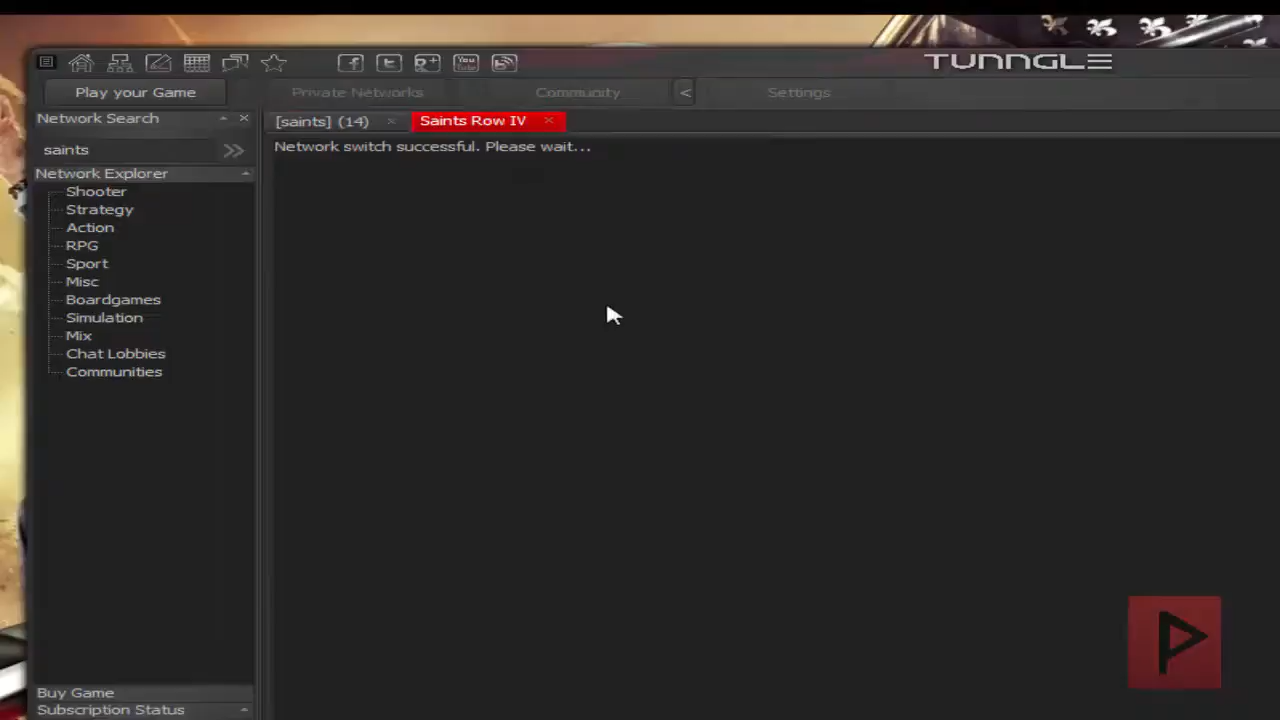 TUNNGLE
Play your Game
Private Networks
Community
<
Settings
Network Search
[saints] (14)
Saints Row IV
saints
Network switch successful. Please wait...
Network Explorer
Shooter
Strategy
Action
RPG
Sport
Misc
Boardgames
Simulation
Mix
Chat Lobbies
Communities
Buy Game
Subscription Status